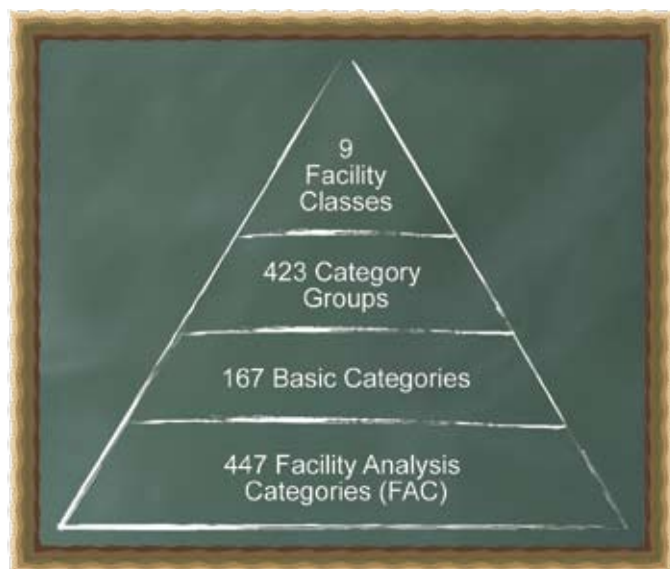 9
Facility
Classes
423 Category
Groups
167 Basic Categories
447 Facility Analysis
Categories (FAC)